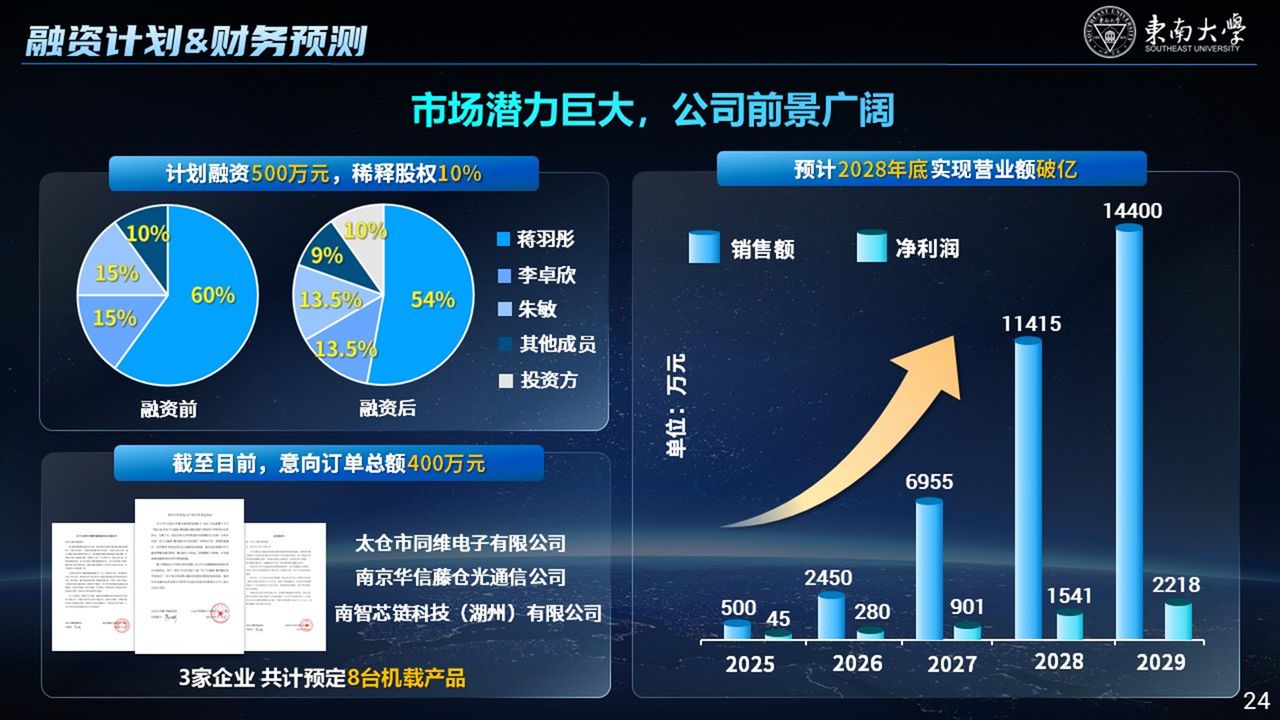 融资计划&财务预测
東南大學
SOUTHEAST UNIVERSITY
市场潜力巨大，公司前景广阔
计划融资500万元，稀释股权10%
10%
15%
15%
60%
融资前
10%
9%
13.5%
13.5%
54%
融资后
蒋羽彤
李卓欣
朱敏
其他成员
投资方
截至目前，意向订单总额400万元
太仓市同维电子有限公司
南京华信藤仓光通信公司
南智芯链科技（湖州）有限公司
3家企业 共计预定8台机载产品
预计2028年底实现营业额破亿
销售额
净利润
单位：万元
500
45
2450
280
6955
901
11415
1541
14400
2218
2025
2026
2027
2028
2029
24